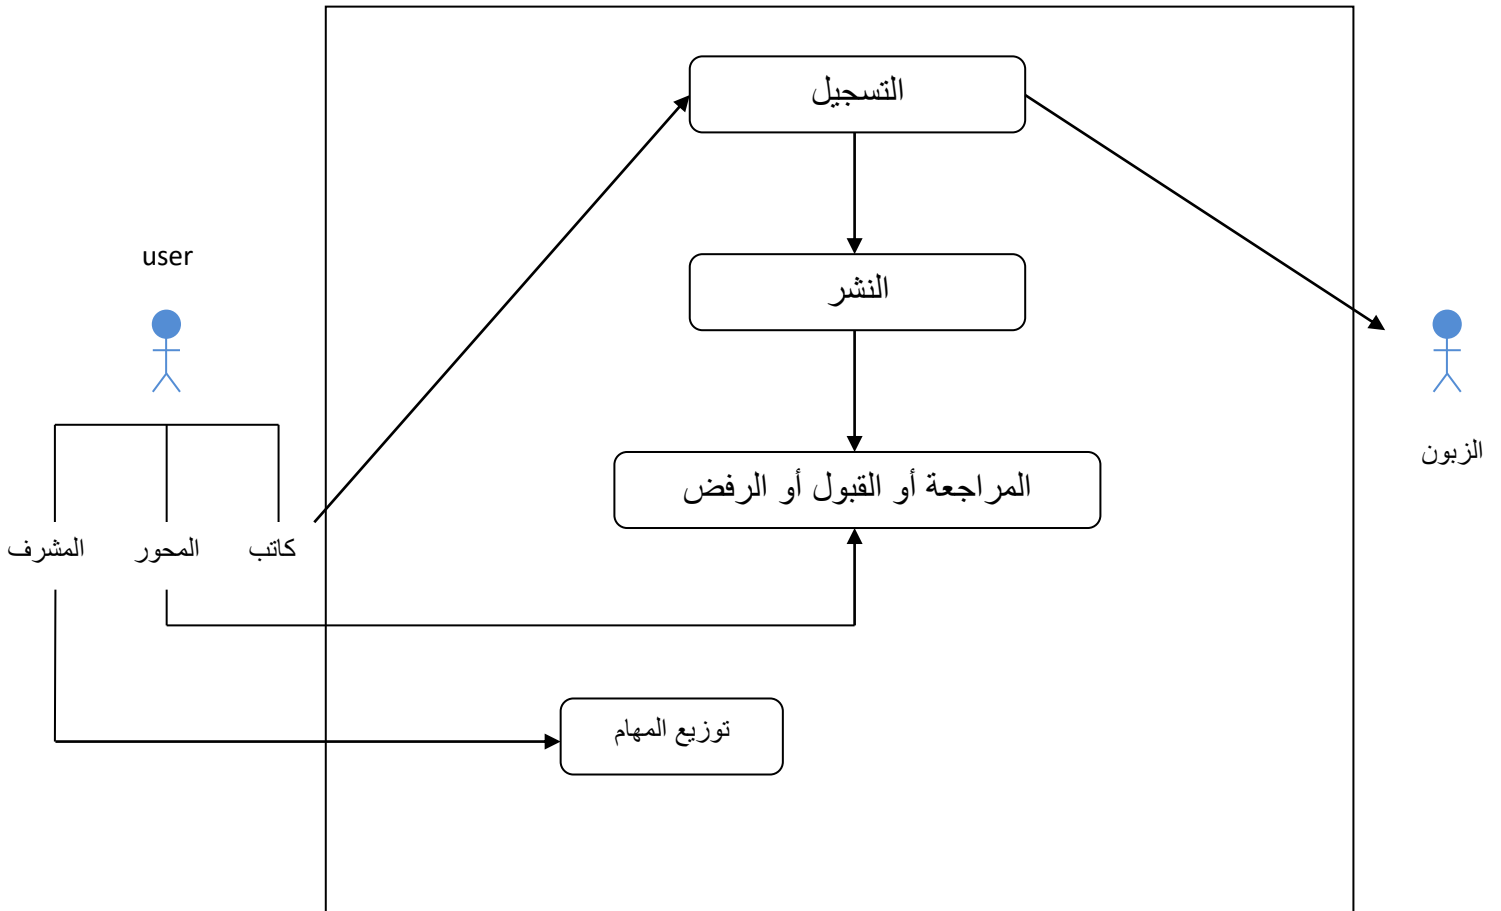 التسجيل
user
النشر
الزبون
المراجعة أو القبول أو الرفض
كاتب
المحور
المشرف
توزيع المهام